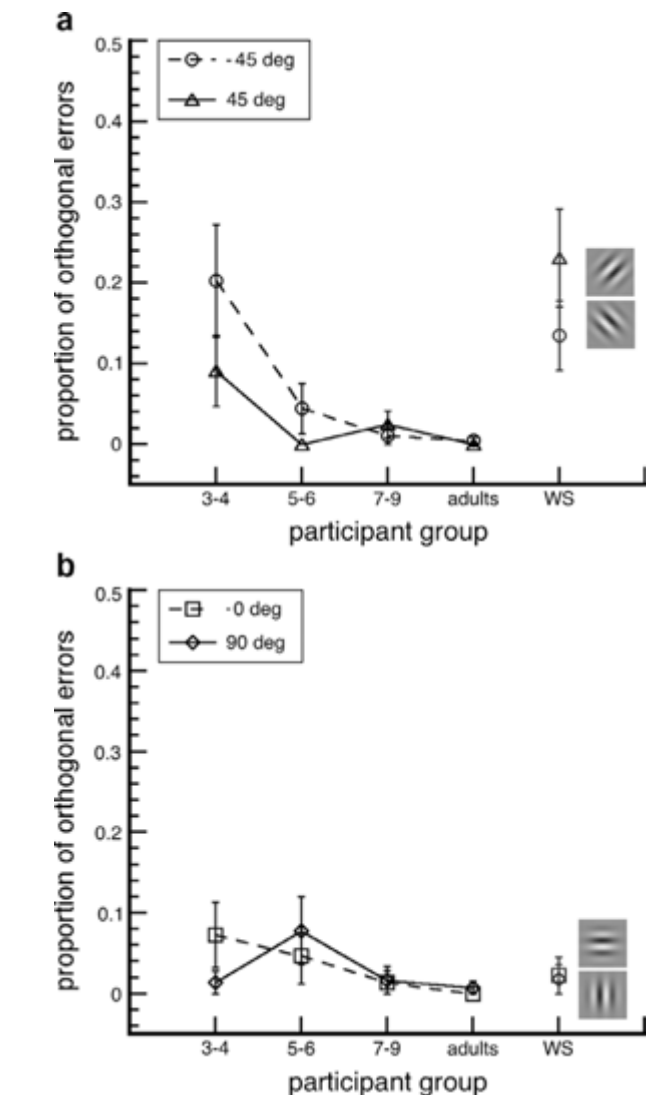 a
0.5
0.4
0.3
0.2
0.1
0
proportion of orthogonal errors
-45 deg
45 deg
3-4 5-6 7-9 adults WS
participant group
b
0.5
0.4
0.3
0.2
0.1
0
proportion of orthogonal errors
0 deg
90 deg
3-4 5-6 7-9 adults WS
participant group